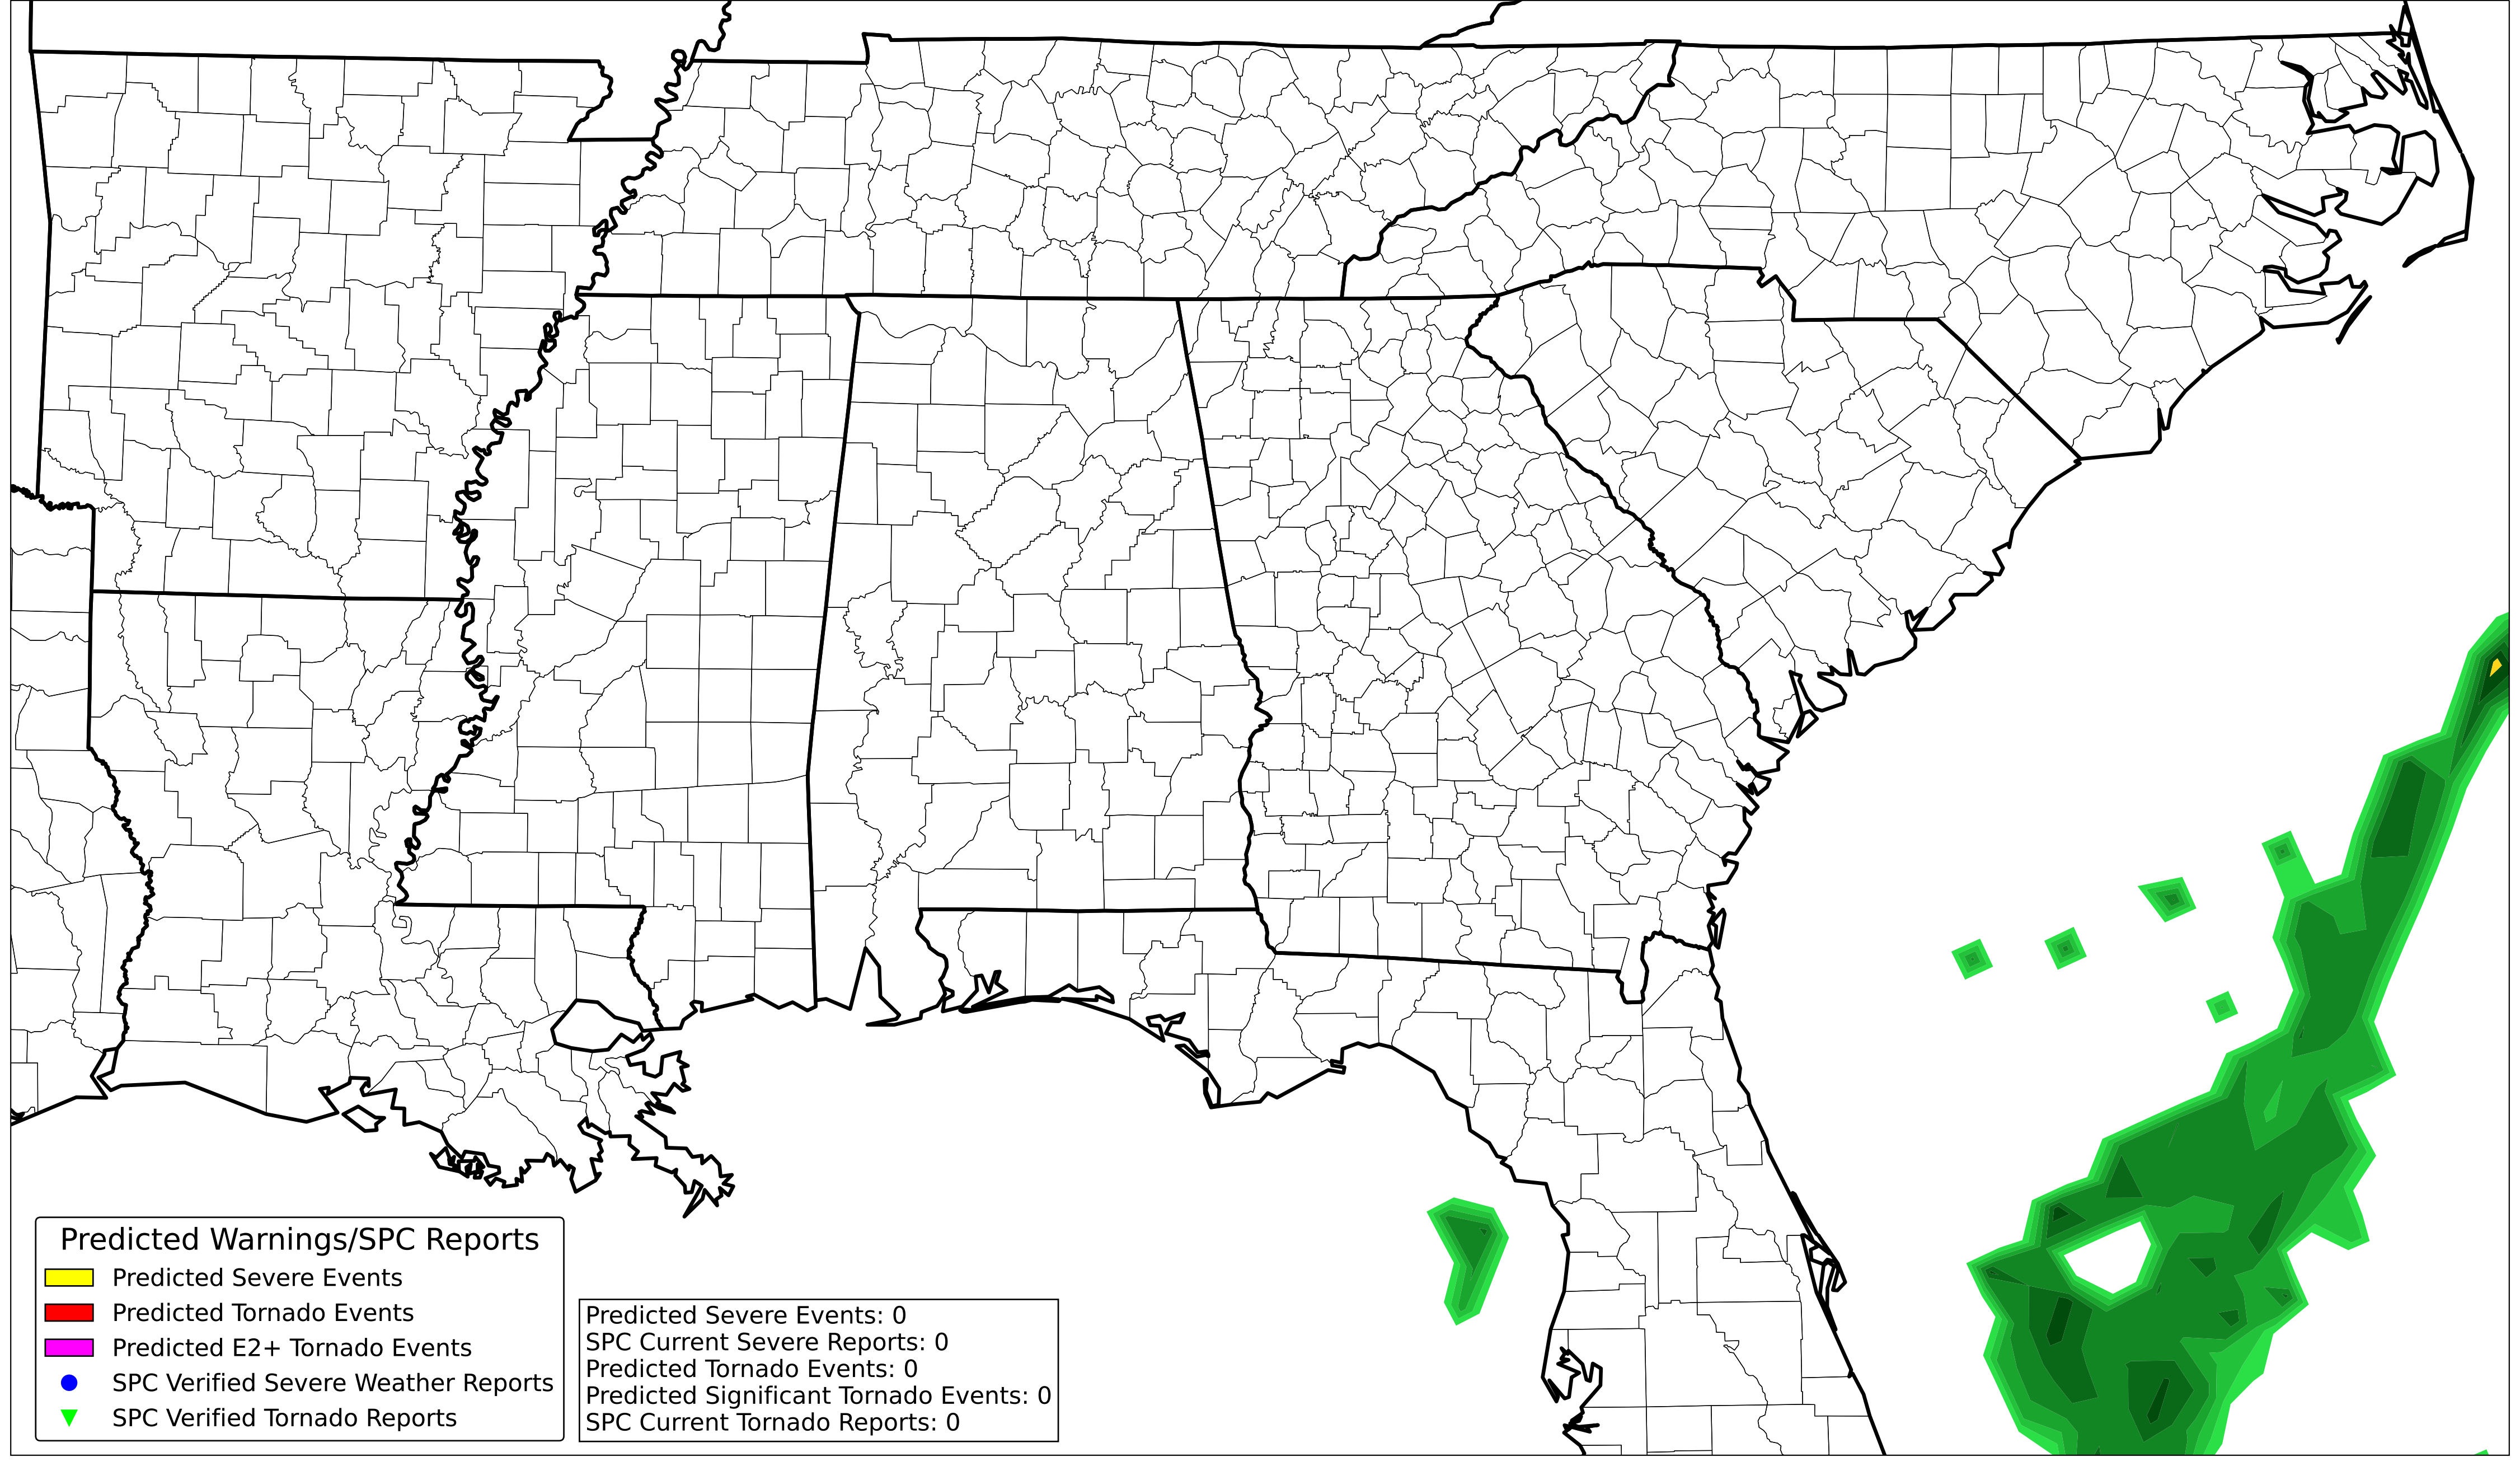 Predicted Warnings/SPC Reports
Predicted Severe Events
Predicted Tornado Events
Predicted E2+ Tornado Events
SPC Verified Severe Weather Reports
SPC Verified Tornado Reports
Predicted Severe Events: 0
SPC Current Severe Reports: 0
Predicted Tornado Events: 0
Predicted Significant Tornado Events: 0
SPC Current Tornado Reports: 0